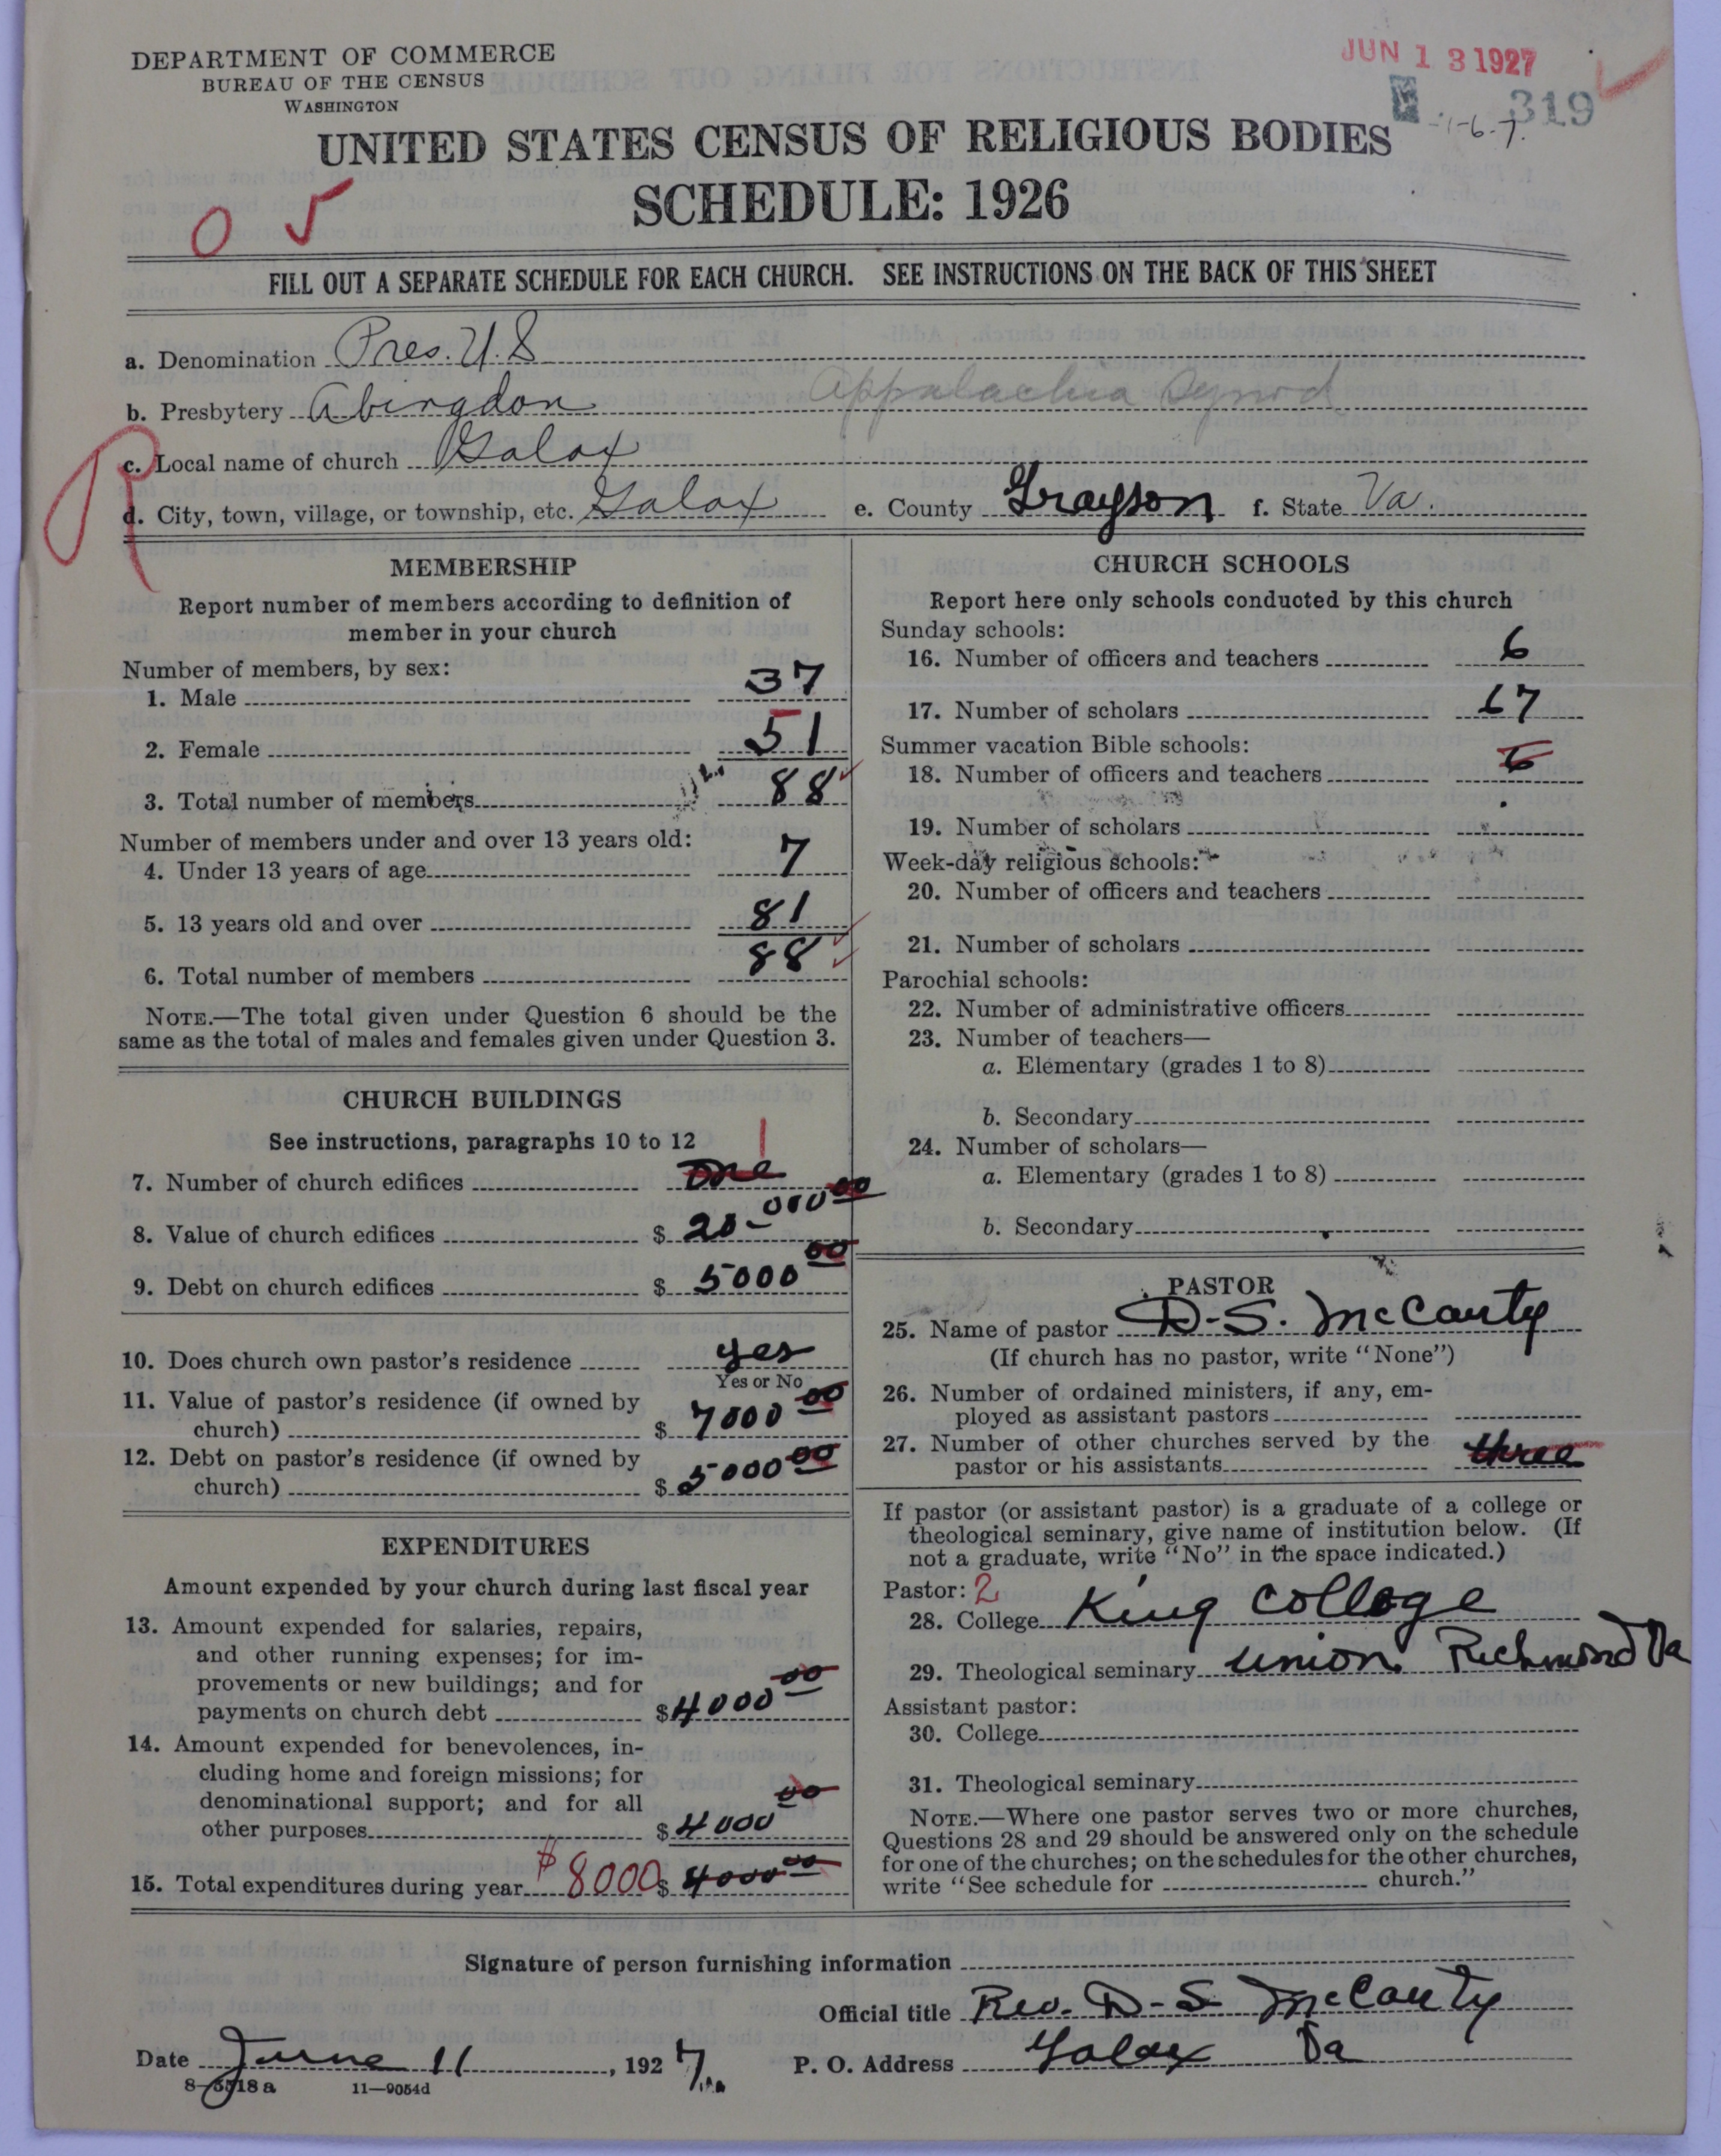 DEPARTMENT OF COMMERCE
BUREAU OF THE CENSUS
WASHINGTON
JUN 13 1927
319
1-6-7.
UNITED STATES CENSUS OF RELIGIOUS BODIES
SCHEDULE: 1926
FILL OUT A SEPARATE SCHEDULE FOR EACH CHURCH. SEE INSTRUCTIONS ON THE BACK OF THIS SHEET
a. Denomination Pres. U.S
b. Presbytery Abingdon Appalachia Synod
R
c. Local name of church Galax
d. City, town, village, or township, etc. Galax e. County Grayson f. State Va.
MEMBERSHIP
Report number of members according to definition of
member in your church
Number of members, by sex:
1. Male 37
2. Female 51
3. Total number of members 88
Number of members under and over 13 years old:
4. Under 13 years of age 7
5. 13 years old and over 81
6. Total number of members 88
NOTE.—The total given under Question 6 should be the
same as the total of males and females given under Question 3.
CHURCH BUILDINGS
See instructions, paragraphs 10 to 12 1
7. Number of church edifices one
8. Value of church edifices $ 20-000 00
9. Debt on church edifices $ 5000 00
10. Does church own pastor's residence yes
Yes or No
11. Value of pastor's residence (if owned by
church) $ 7000 00
12. Debt on pastor's residence (if owned by
church) $ 5000 00
EXPENDITURES
Amount expended by your church during last fiscal year
13. Amount expended for salaries, repairs,
and other running expenses; for im-
provements or new buildings; and for
payments on church debt $ 4000 00
14. Amount expended for benevolences, in-
cluding home and foreign missions; for
denominational support; and for all
other purposes $ 4000 00
15. Total expenditures during year $8000 $ 4000 00
CHURCH SCHOOLS
Report here only schools conducted by this church
Sunday schools:
16. Number of officers and teachers 6
17. Number of scholars 67
Summer vacation Bible schools:
18. Number of officers and teachers 6
19. Number of scholars
Week-day religious schools:
20. Number of officers and teachers
21. Number of scholars
Parochial schools:
22. Number of administrative officers
23. Number of teachers—
a. Elementary (grades 1 to 8)
b. Secondary
24. Number of scholars—
a. Elementary (grades 1 to 8)
b. Secondary
PASTOR
25. Name of pastor D-S. McCarty
(If church has no pastor, write "None")
26. Number of ordained ministers, if any, em-
ployed as assistant pastors
27. Number of other churches served by the
pastor or his assistants three
If pastor (or assistant pastor) is a graduate of a college or
theological seminary, give name of institution below. (If
not a graduate, write "No" in the space indicated.)
Pastor: 2
28. College King College
29. Theological seminary Union Richmond Va
Assistant pastor:
30. College
31. Theological seminary
NOTE.—Where one pastor serves two or more churches,
Questions 28 and 29 should be answered only on the schedule
for one of the churches; on the schedules for the other churches,
write "See schedule for church."
Signature of person furnishing information
Official title Rev. D-S McCarty
Date June 11, 1927 P. O. Address Galax Va
8—5518 a 11—9054d